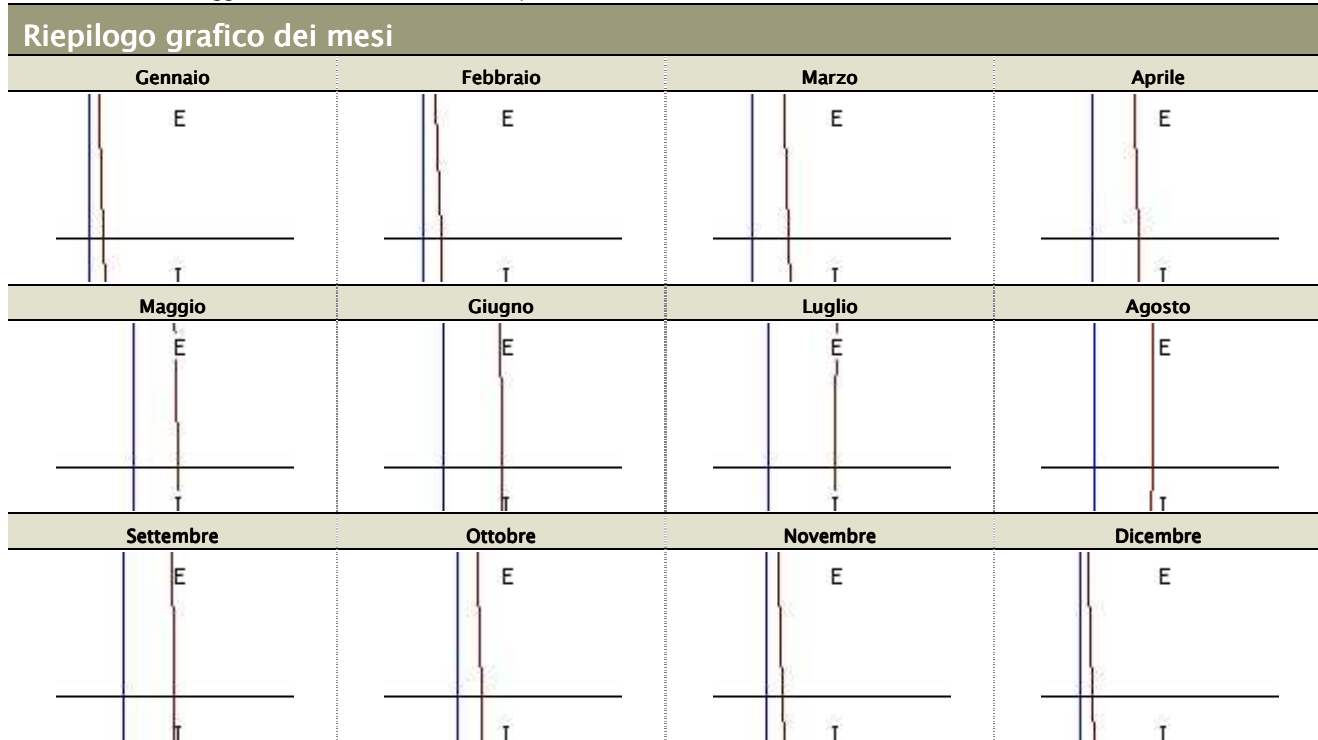 Riepilogo grafico dei mesi
Gennaio Febbraio Marzo Aprile
E E E E
T T T T
Maggio Giugno Luglio Agosto
E E E E
T T T T
Settembre Ottobre Novembre Dicembre
E E E E
T T T T